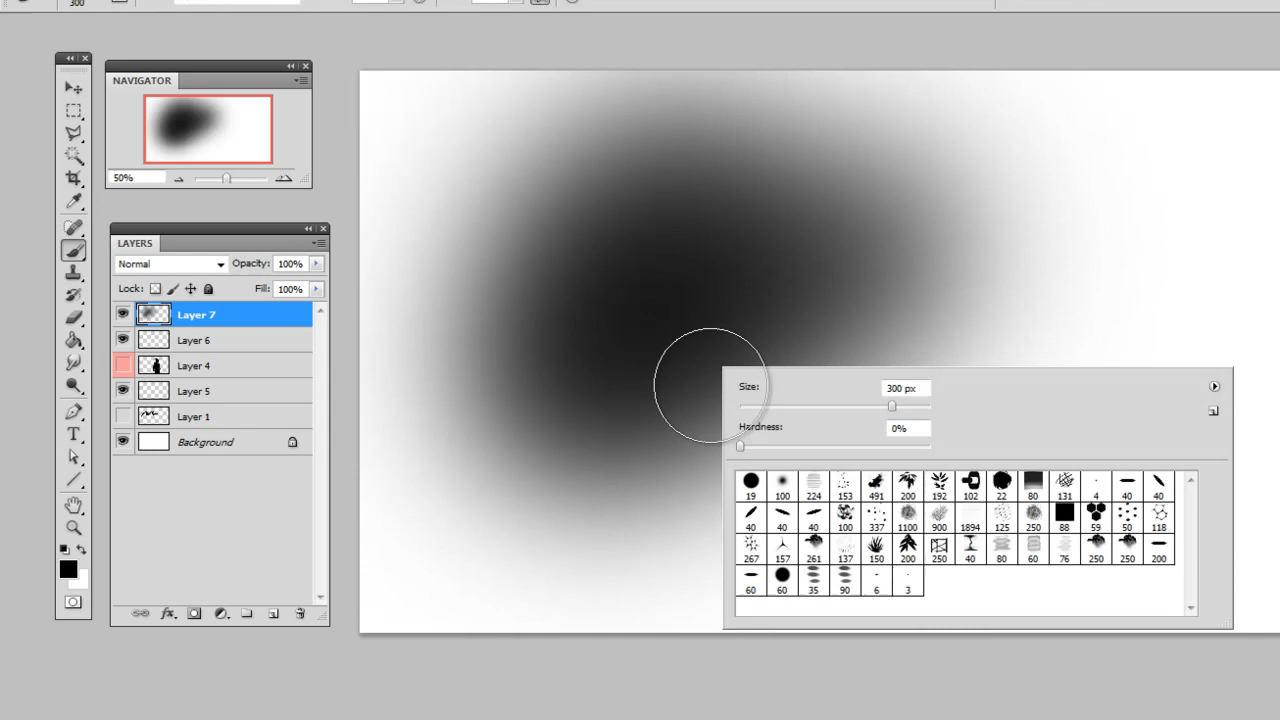 300
NAVIGATOR
50%
LAYERS
Normal
Opacity: 100%
Lock:
Fill: 100%
Layer 7
Layer 6
Layer 4
Layer 5
Layer 1
Background
Size:
300 px
Hardness:
0%
19 100 224 153 491 200 192 102 22 80 131 4 40 40
40 40 40 100 337 1100 900 1894 125 250 88 59 50 118
267 157 261 137 150 200 250 40 80 60 76 250 250 200
60 60 35 90 6 3
T
fx